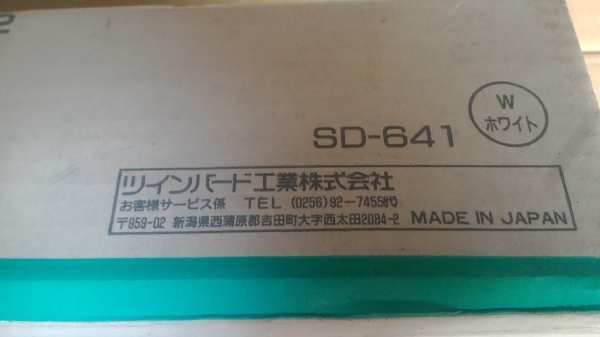 2
W
ホワイト
SD-641
ツインバード工業株式会社
お客様サービス係 TEL (0256)92-7455㈹
〒959-02 新潟県西蒲原郡吉田町大字西太田2084-2 MADE IN JAPAN